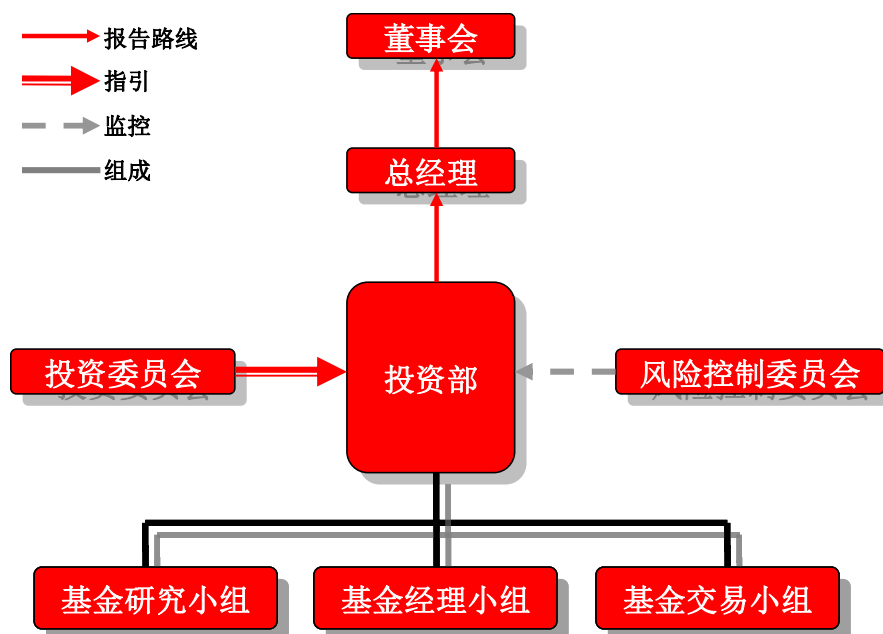 报告路线
指引
监控
组成
董事会
总经理
投资委员会
投资部
风险控制委员会
基金研究小组
基金经理小组
基金交易小组